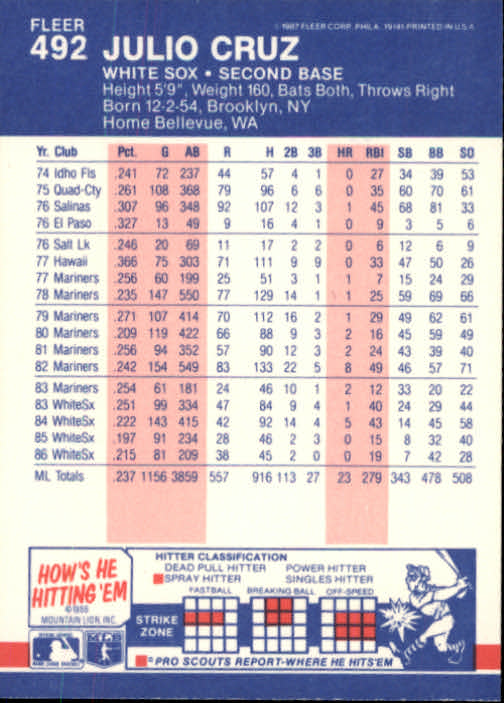 FLEER
492 JULIO CRUZ
©1987 FLEER CORP. PHILA. 19141-PRINTED IN U.S.A.
WHITE SOX • SECOND BASE
Height 5'9", Weight 160, Bats Both, Throws Right
Born 12-2-54, Brooklyn, NY
Home Bellevue, WA
Yr. Club Pct. G AB R H 2B 3B HR RBI SB BB SO
74 Idho Fls .241 72 237 44 57 4 1 0 27 34 39 53
75 Quad-Cty .261 108 368 79 96 6 6 0 35 60 70 61
76 Salinas .307 96 348 92 107 12 3 1 45 68 81 33
76 El Paso .327 13 49 9 16 4 1 0 9 3 5 6
76 Salt Lk .246 20 69 11 17 2 2 0 6 12 6 9
77 Hawaii .366 75 303 71 111 9 9 0 33 47 50 26
77 Mariners .256 60 199 25 51 3 1 1 7 15 24 29
78 Mariners .235 147 550 77 129 14 1 1 25 59 69 66
79 Mariners .271 107 414 70 112 16 2 1 29 49 62 61
80 Mariners .209 119 422 66 88 9 3 2 16 45 59 49
81 Mariners .256 94 352 57 90 12 3 2 24 43 39 40
82 Mariners .242 154 549 83 133 22 5 8 49 46 57 71
83 Mariners .254 61 181 24 46 10 1 2 12 33 20 22
83 WhiteSx .251 99 334 47 84 9 4 1 40 24 29 44
84 WhiteSx .222 143 415 42 92 14 4 5 43 14 45 58
85 WhiteSx .197 91 234 28 46 2 3 0 15 8 32 40
86 WhiteSx .215 81 209 38 45 2 0 0 19 7 42 28
ML Totals .237 1156 3859 557 916 113 27 23 279 343 478 508
HOW'S HE
HITTING 'EM
©1986
MOUNTAIN LION, INC.
MLB
HITTER CLASSIFICATION
DEAD PULL HITTER POWER HITTER
SPRAY HITTER SINGLES HITTER
FASTBALL BREAKING BALL OFF-SPEED
STRIKE
ZONE
= PRO SCOUTS REPORT-WHERE HE HITS'EM